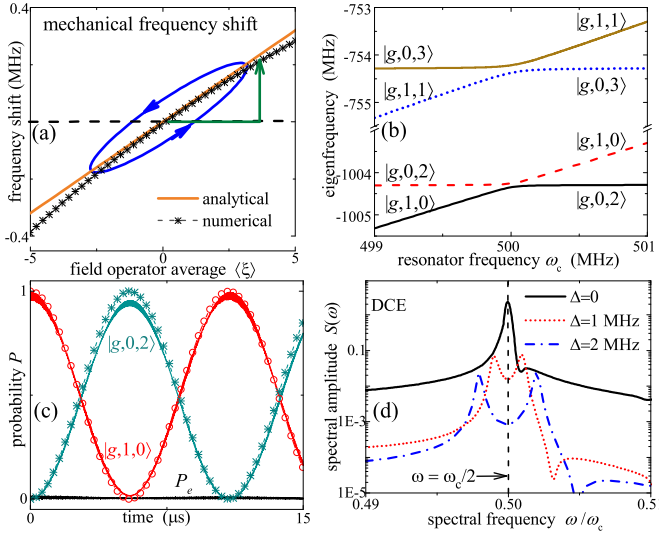 mechanical frequency shift
0.4
0.0
-0.4
frequency shift (MHz)
(a)
analytical
numerical
-5 0 5
field operator average ⟨ξ⟩
-753
-754
-755
-1004
-1005
eigenfrequency (MHz)
|g,1,1⟩
|g,0,3⟩
|g,1,1⟩
|g,0,3⟩
(b)
|g,1,0⟩
|g,0,2⟩
|g,1,0⟩
|g,0,2⟩
499 500 501
resonator frequency ω_c (MHz)
1
0
probability P
|g,0,2⟩
(c)
|g,1,0⟩
P_e
0 15
time (μs)
DCE
Δ=0
Δ=1 MHz
Δ=2 MHz
0.1
1E-3
1E-5
spectral amplitude S(ω)
(d)
ω = ω_c/2
0.49 0.50 0.5
spectral frequency ω/ω_c